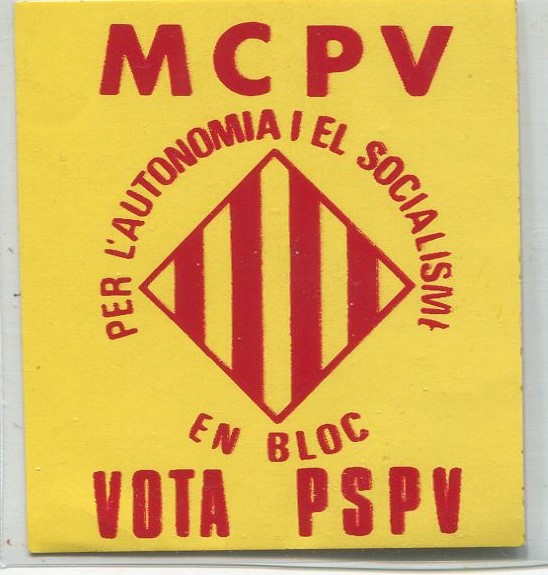 MCPV
PER L'AUTONOMIA I EL SOCIALISME
EN BLOC
VOTA PSPV